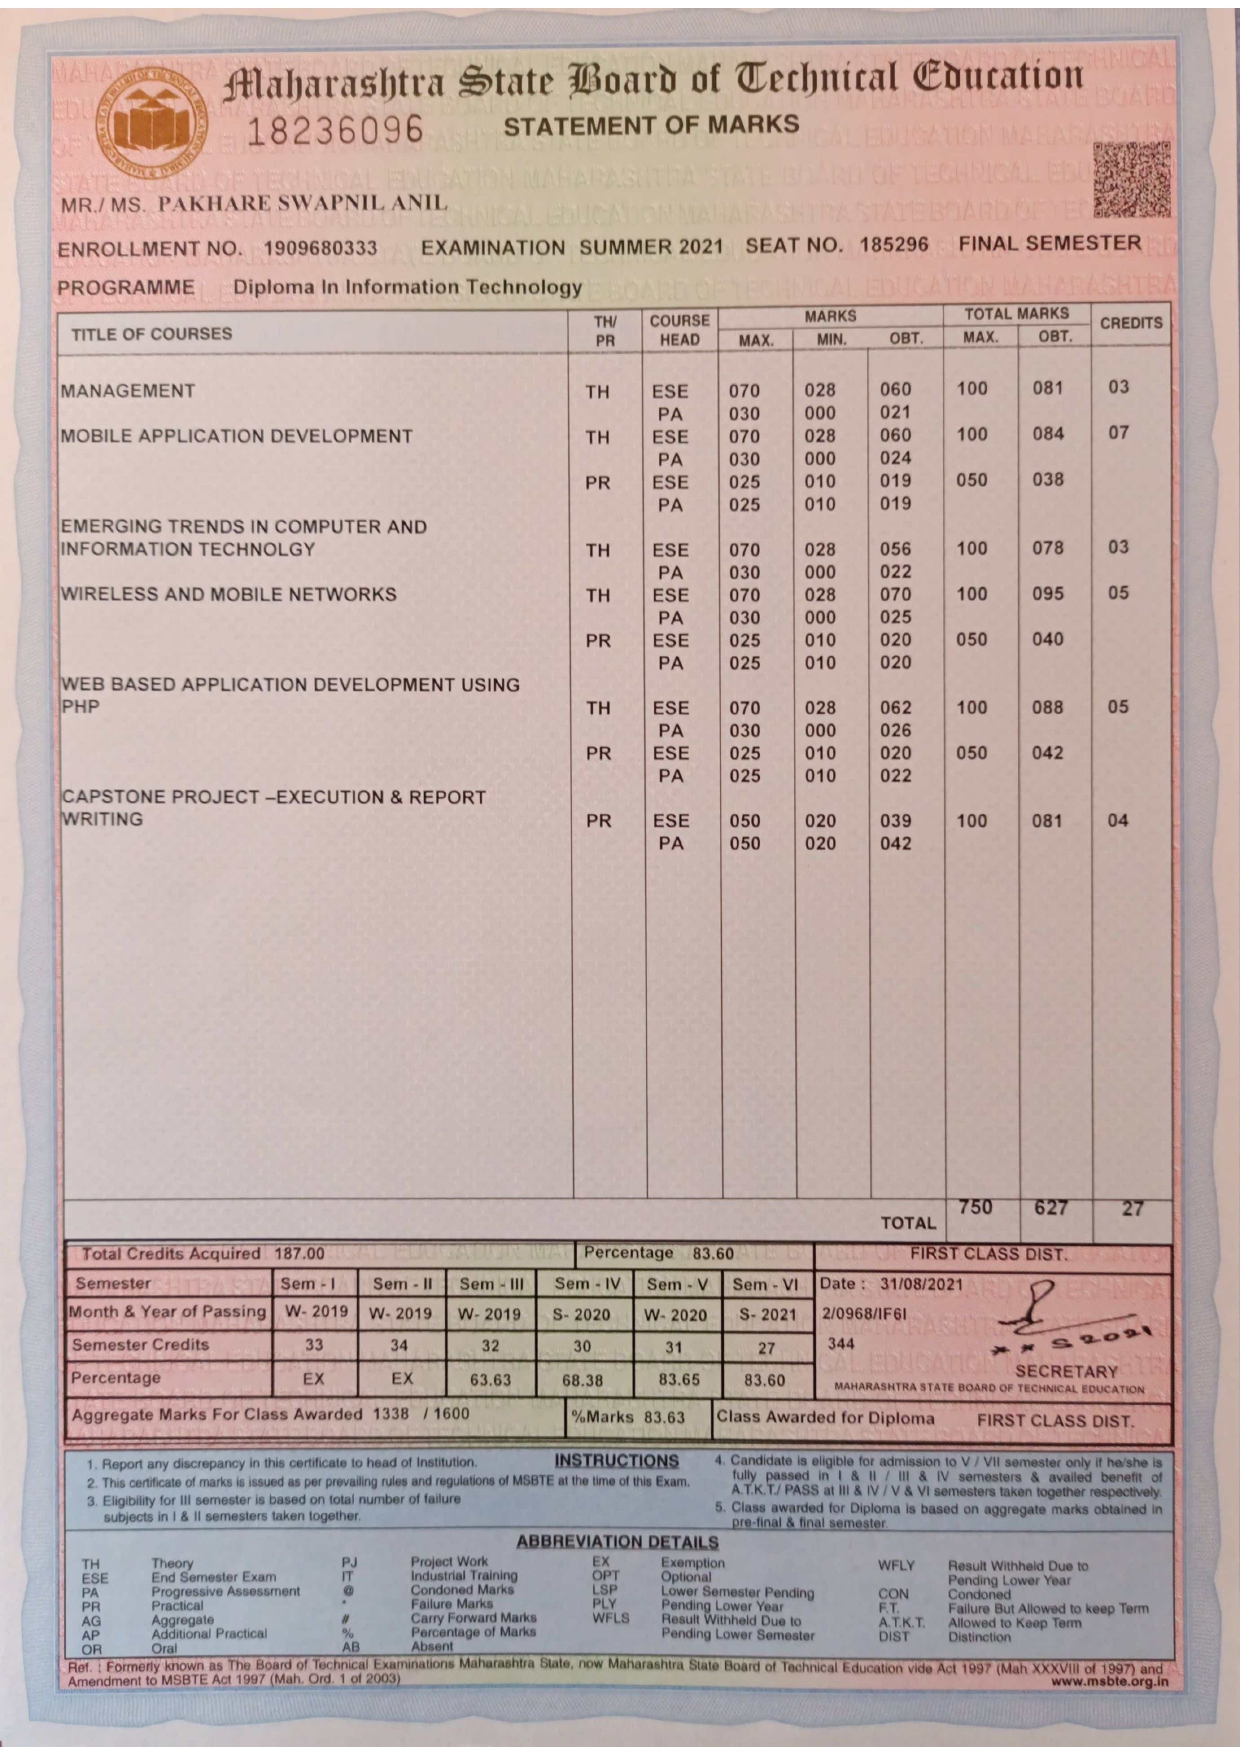 Maharashtra State Board of Technical Education
18236096 STATEMENT OF MARKS
MR./ MS. PAKHARE SWAPNIL ANIL
ENROLLMENT NO. 1909680333 EXAMINATION SUMMER 2021 SEAT NO. 185296 FINAL SEMESTER
PROGRAMME Diploma In Information Technology
TITLE OF COURSES TH/ PR COURSE HEAD MARKS MAX. MIN. OBT. TOTAL MARKS MAX. OBT. CREDITS
MANAGEMENT TH ESE 070 028 060 100 081 03
PA 030 000 021
MOBILE APPLICATION DEVELOPMENT TH ESE 070 028 060 100 084 07
PA 030 000 024
PR ESE 025 010 019 050 038
PA 025 010 019
EMERGING TRENDS IN COMPUTER AND
INFORMATION TECHNOLGY TH ESE 070 028 056 100 078 03
PA 030 000 022
WIRELESS AND MOBILE NETWORKS TH ESE 070 028 070 100 095 05
PA 030 000 025
PR ESE 025 010 020 050 040
PA 025 010 020
WEB BASED APPLICATION DEVELOPMENT USING
PHP TH ESE 070 028 062 100 088 05
PA 030 000 026
PR ESE 025 010 020 050 042
PA 025 010 022
CAPSTONE PROJECT –EXECUTION & REPORT
WRITING PR ESE 050 020 039 100 081 04
PA 050 020 042
TOTAL 750 627 27
Total Credits Acquired 187.00 Percentage 83.60 FIRST CLASS DIST.
Semester Sem - I Sem - II Sem - III Sem - IV Sem - V Sem - VI Date : 31/08/2021
Month & Year of Passing W- 2019 W- 2019 W- 2019 S- 2020 W- 2020 S- 2021 2/0968/IF6I
Semester Credits 33 34 32 30 31 27 344
Percentage EX EX 63.63 68.38 83.65 83.60
SECRETARY
MAHARASHTRA STATE BOARD OF TECHNICAL EDUCATION
Aggregate Marks For Class Awarded 1338 / 1600 %Marks 83.63 Class Awarded for Diploma FIRST CLASS DIST.
INSTRUCTIONS
1. Report any discrepancy in this certificate to head of Institution.
2. This certificate of marks is issued as per prevailing rules and regulations of MSBTE at the time of this Exam.
3. Eligibility for III semester is based on total number of failure
subjects in I & II semesters taken together.
4. Candidate is eligible for admission to V / VII semester only if he/she is
fully passed in I & II / III & IV semesters & availed benefit of
A.T.K.T./ PASS at III & IV / V & VI semesters taken together respectively.
5. Class awarded for Diploma is based on aggregate marks obtained in
pre-final & final semester.
ABBREVIATION DETAILS
TH Theory PJ Project Work EX Exemption WFLY Result Withheld Due to
ESE End Semester Exam IT Industrial Training OPT Optional Pending Lower Year
PA Progressive Assessment @ Condoned Marks LSP Lower Semester Pending CON Condoned
PR Practical * Failure Marks PLY Pending Lower Year F.T. Failure But Allowed to keep Term
AG Aggregate # Carry Forward Marks WFLS Result Withheld Due to A.T.K.T. Allowed to Keep Term
AP Additional Practical % Percentage of Marks Pending Lower Semester DIST Distinction
OR Oral AB Absent
Ref. : Formerly known as The Board of Technical Examinations Maharashtra State, now Maharashtra State Board of Technical Education vide Act 1997 (Mah XXXVIII of 1997) and
Amendment to MSBTE Act 1997 (Mah. Ord. 1 of 2003) www.msbte.org.in